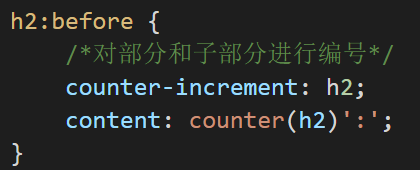 h2:before {
/*对部分和子部分进行编号*/
counter-increment: h2;
content: counter(h2)':';
}